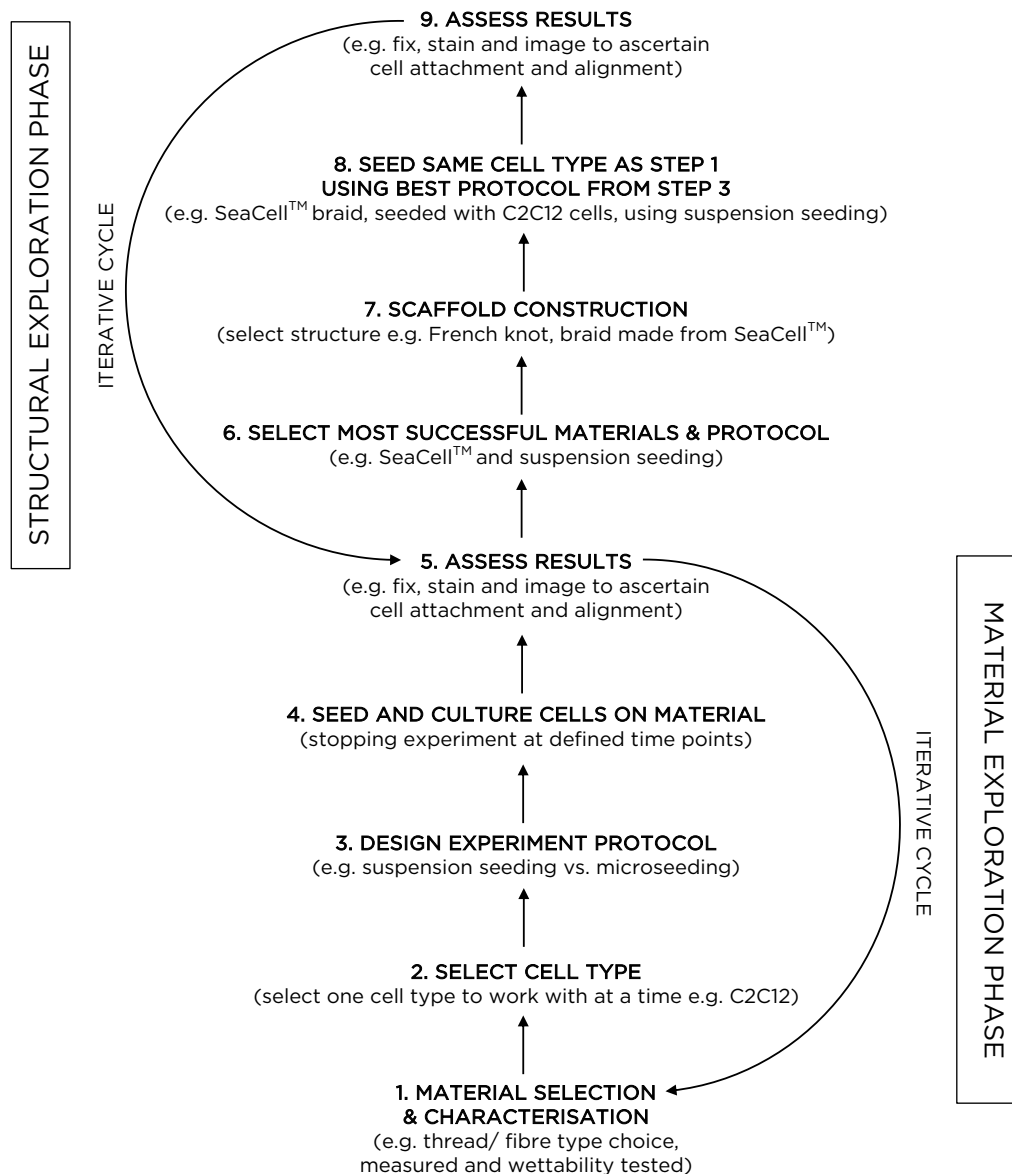 STRUCTURAL EXPLORATION PHASE
ITERATIVE CYCLE
9. ASSESS RESULTS
(e.g. fix, stain and image to ascertain
cell attachment and alignment)
8. SEED SAME CELL TYPE AS STEP 1
USING BEST PROTOCOL FROM STEP 3
(e.g. SeaCell™ braid, seeded with C2C12 cells, using suspension seeding)
7. SCAFFOLD CONSTRUCTION
(select structure e.g. French knot, braid made from SeaCell™)
6. SELECT MOST SUCCESSFUL MATERIALS & PROTOCOL
(e.g. SeaCell™ and suspension seeding)
5. ASSESS RESULTS
(e.g. fix, stain and image to ascertain
cell attachment and alignment)
4. SEED AND CULTURE CELLS ON MATERIAL
(stopping experiment at defined time points)
3. DESIGN EXPERIMENT PROTOCOL
(e.g. suspension seeding vs. microseeding)
2. SELECT CELL TYPE
(select one cell type to work with at a time e.g. C2C12)
1. MATERIAL SELECTION
& CHARACTERISATION
(e.g. thread/ fibre type choice,
measured and wettability tested)
ITERATIVE CYCLE
MATERIAL EXPLORATION PHASE